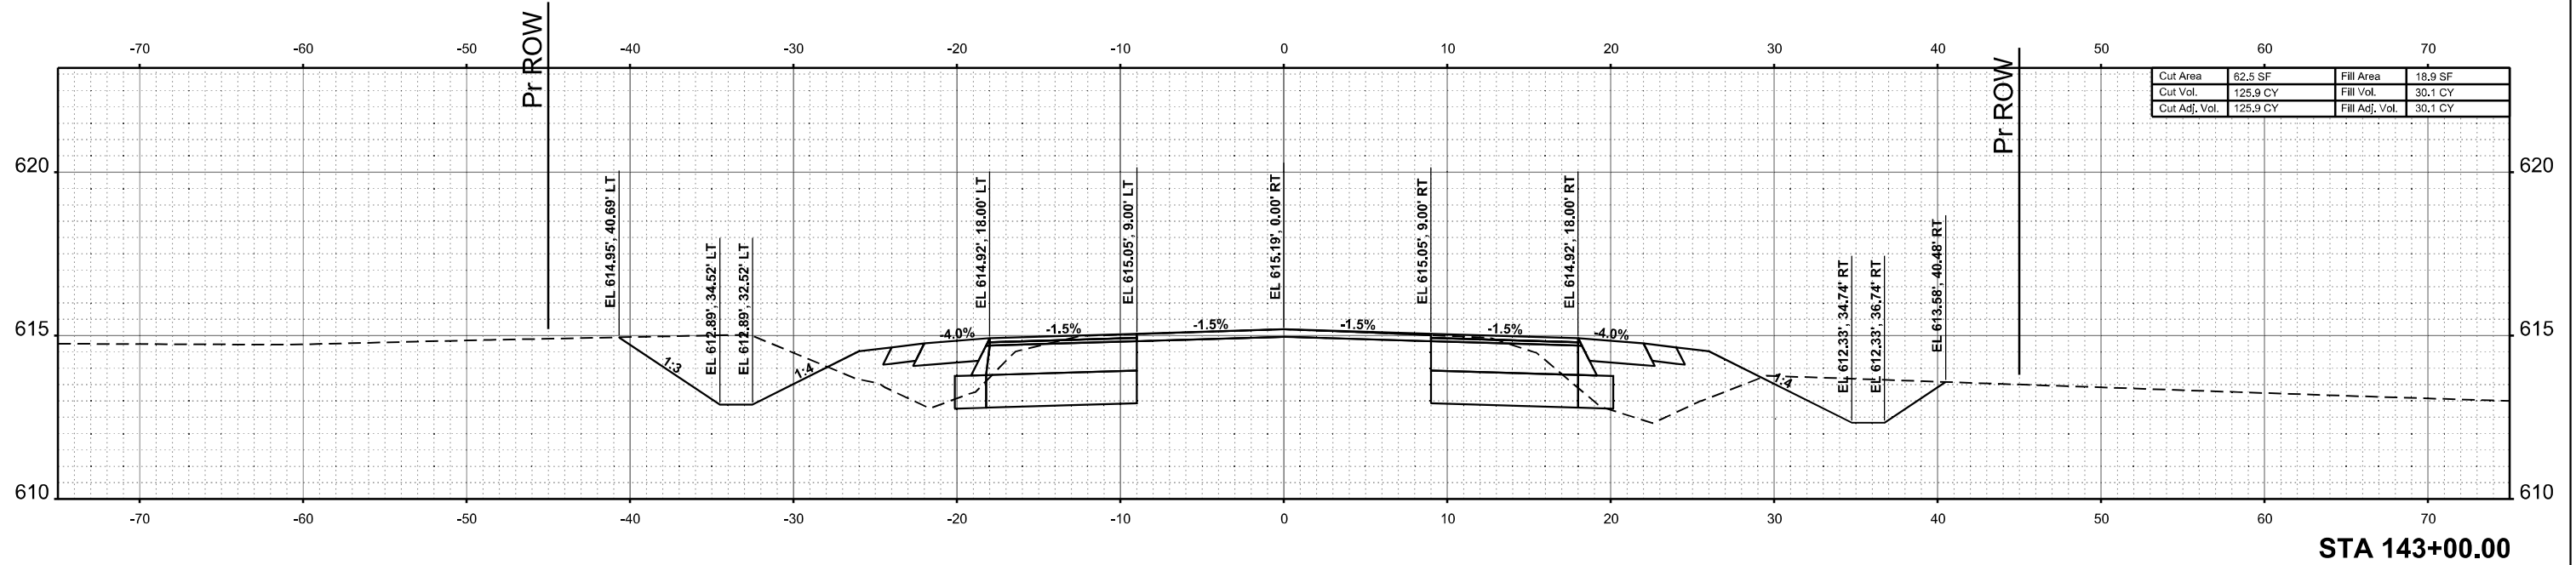 Pr ROW
Pr ROW
-70 -60 -50 -40 -30 -20 -10 0 10 20 30 40 50 60 70
Cut Area 62.5 SF Fill Area 18.9 SF
Cut Vol. 125.9 CY Fill Vol. 30.1 CY
Cut Adj. Vol. 125.9 CY Fill Adj. Vol. 30.1 CY
620 620
EL 614.95', 40.69' LT
EL 612.89', 34.52' LT
EL 612.89', 32.52' LT
EL 614.92', 18.00' LT
EL 615.05', 9.00' LT
EL 615.19', 0.00' RT
EL 615.05', 9.00' RT
EL 614.92', 18.00' RT
EL 612.33', 34.74' RT
EL 612.33', 36.74' RT
EL 613.58', 40.48' RT
615 615
1:3 1:4 -4.0% -1.5% -1.5% -1.5% -1.5% -4.0% 1:4
610 610
-70 -60 -50 -40 -30 -20 -10 0 10 20 30 40 50 60 70
STA 143+00.00